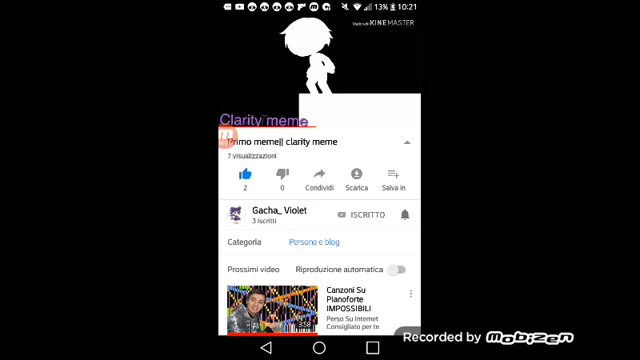 13% 10:21
Made with KINEMASTER
Clarity meme
Primo meme|| clarity meme
7 visualizzazioni
2 0 Condividi Scarica Salva in
Gacha_ Violet
3 iscritti
ISCRITTO
Categoria Persone e blog
Prossimi video Riproduzione automatica
Canzoni Su
Pianoforte
IMPOSSIBILI
Perso Su Internet
Consigliato per te
3:58
Recorded by mobizen